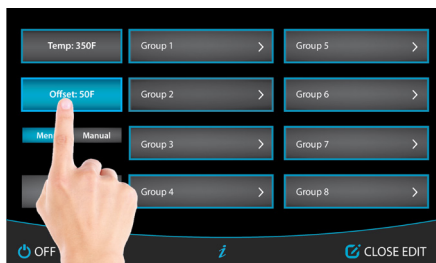 Temp: 350F
Group 1
Group 5
Offset: 50F
Group 2
Group 6
Manual
Group 3
Group 7
Group 4
Group 8
OFF
i
CLOSE EDIT